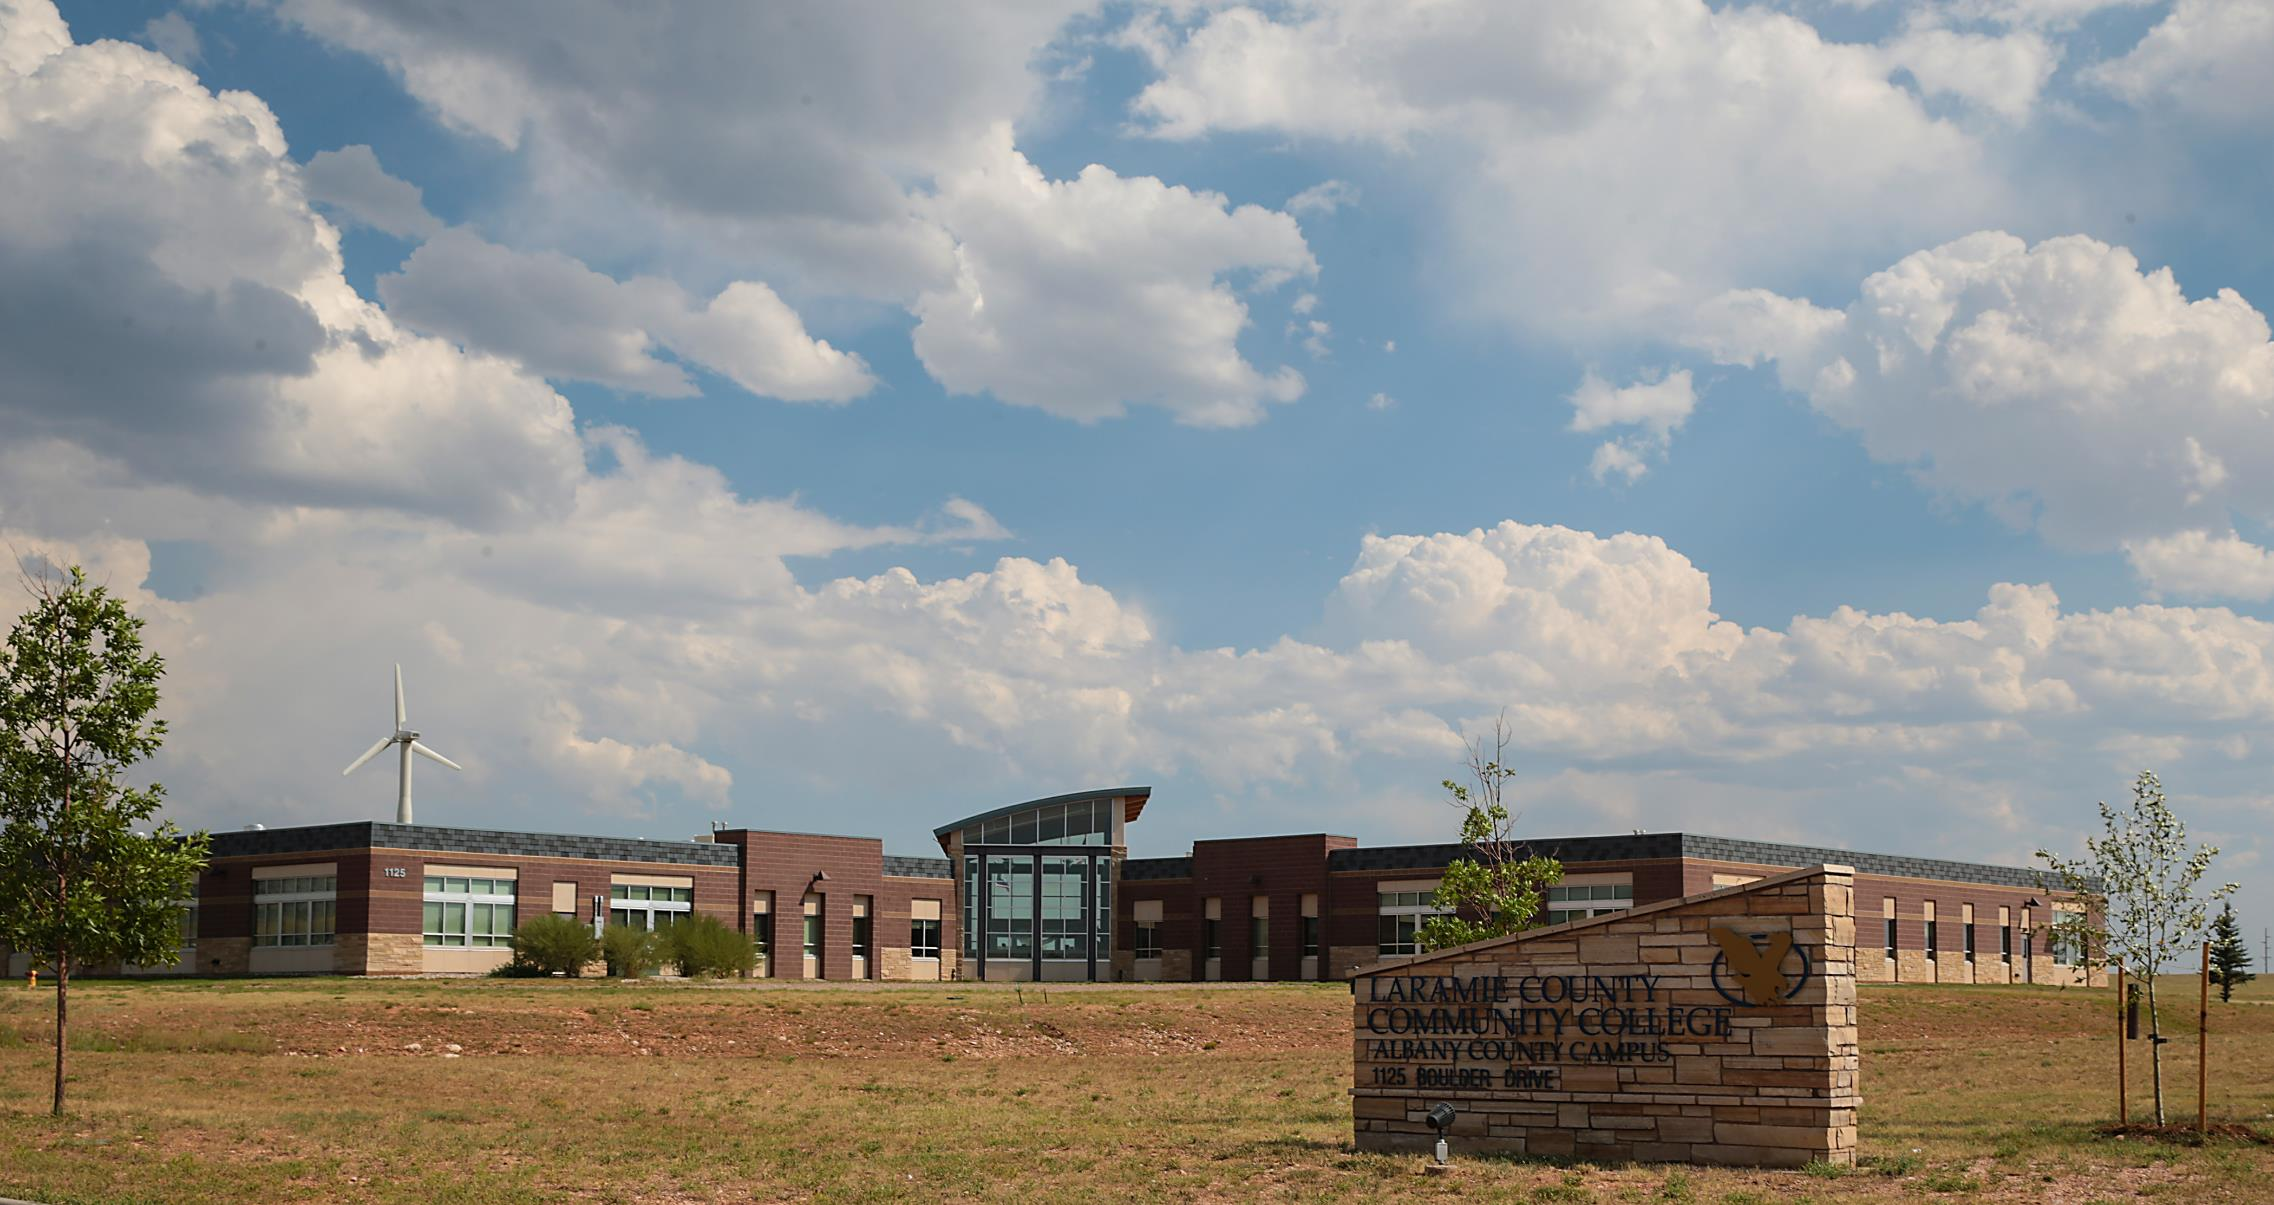 1125
LARAMIE COUNTY
COMMUNITY COLLEGE
ALBANY COUNTY CAMPUS
1125 BOULDER DRIVE